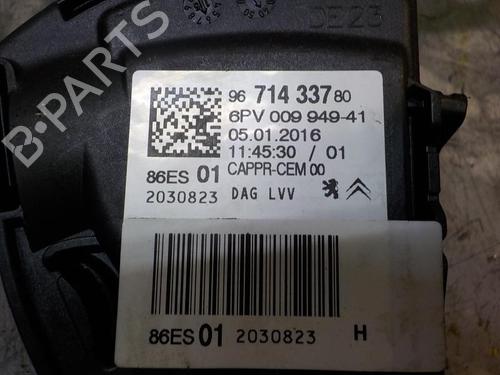 DE23
96 714 337 80
6PV 009 949-41
05.01.2016
11:45:30 / 01
86ES 01 CAPPR-CEM 00
2030823 DAG LVV
86ES 01 2030823 H
B-PARTS